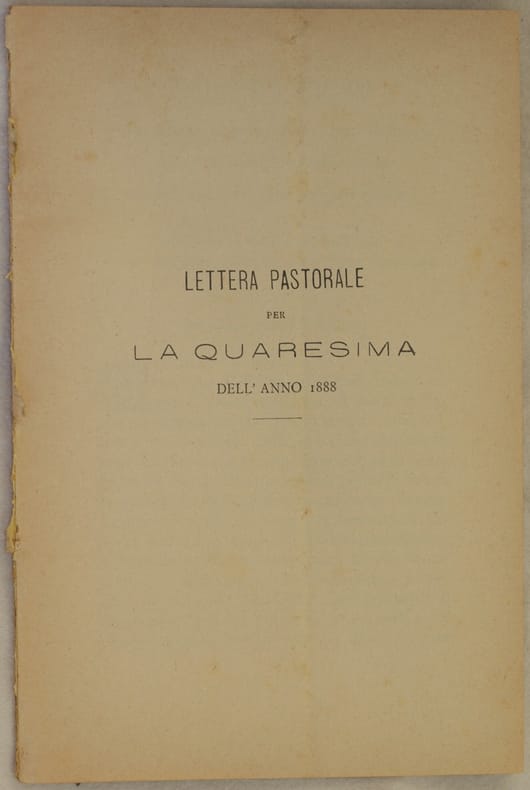 LETTERA PASTORALE
PER
LA QUARESIMA
DELL' ANNO 1888